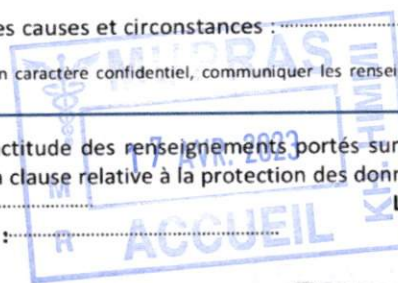 es causes et circonstances :
n caractère confidentiel, communiquer les rensei
MUPRAS
17 AVR. 2023
ctitude des renseignements portés sur
a clause relative à la protection des donn
M
R
ACCUEIL
L
: